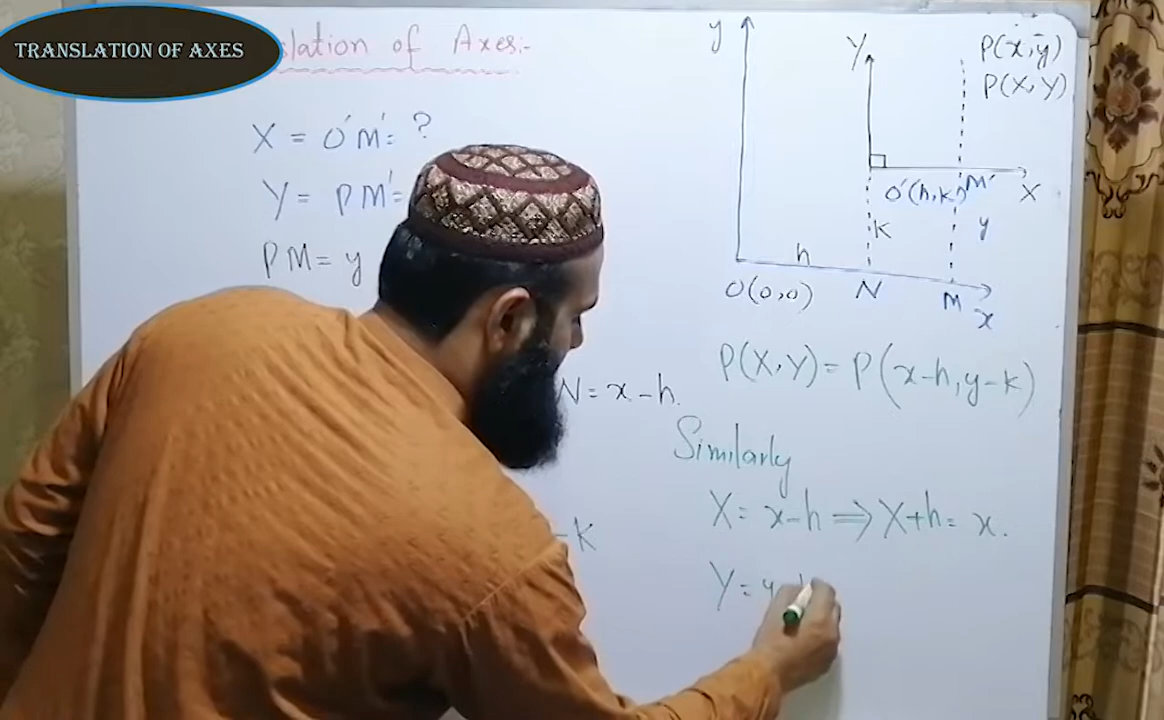 TRANSLATION OF AXES
slation of Axes:-
X = O'M' = ?
Y = PM' =
PM = y
N = x-h.
-k
y
Y
P(x,y)
P(X,Y)
O'(h,k)
M'
X
k
y
h
O(0,0)
N
M
x
P(X,Y) = P(x-h, y-k)
Similarly
X = x-h ⇒ X+h = x.
Y = y